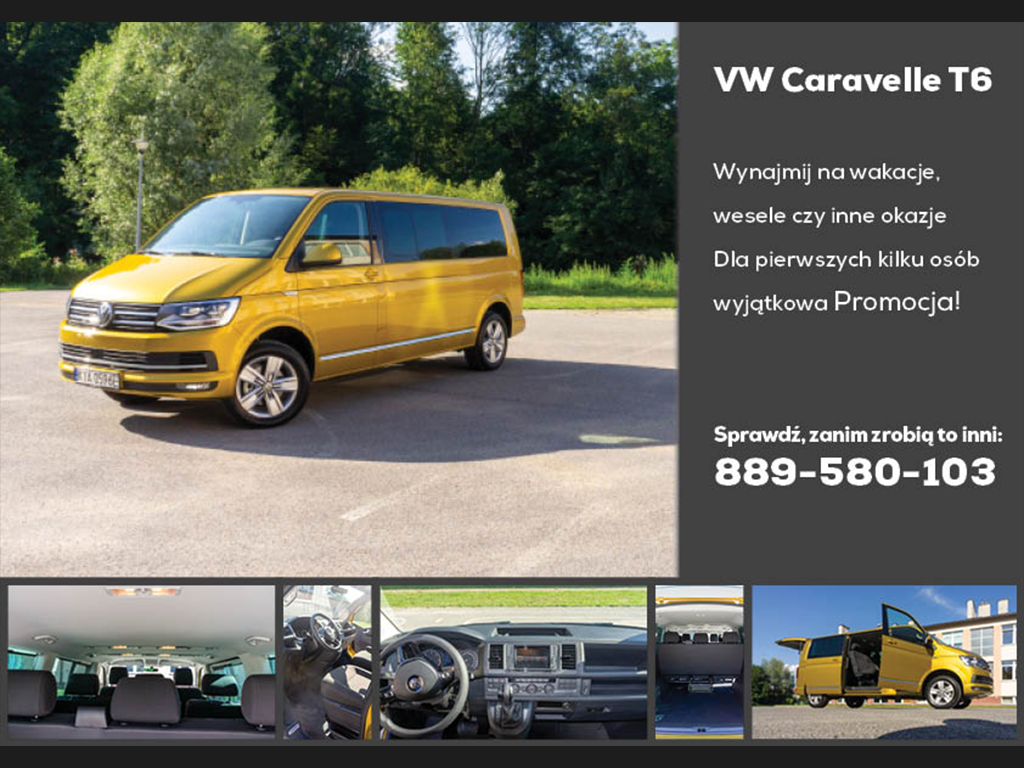 VW Caravelle T6
Wynajmij na wakacje,
wesele czy inne okazje
Dla pierwszych kilku osób
wyjątkowa Promocja!
Sprawdź, zanim zrobią to inni:
889-580-103